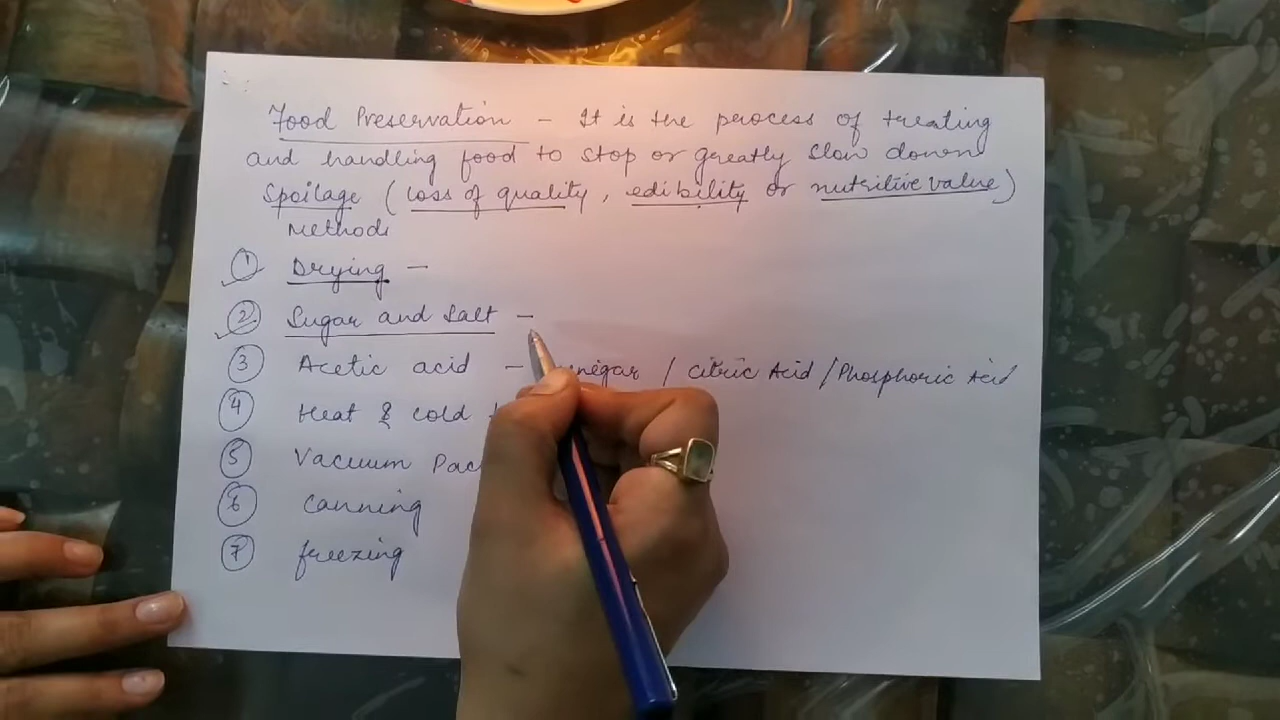 Food Preservation - It is the process of treating
and handling food to stop or greatly slow down
Spoilage (loss of quality, edibility or nutritive value)
Methods
① Drying -
② Sugar and Salt -
③ Acetic acid - / Citric Acid / Phosphoric Acid
④ Heat & cold
⑤ Vacuum
⑥ Canning
⑦ freezing